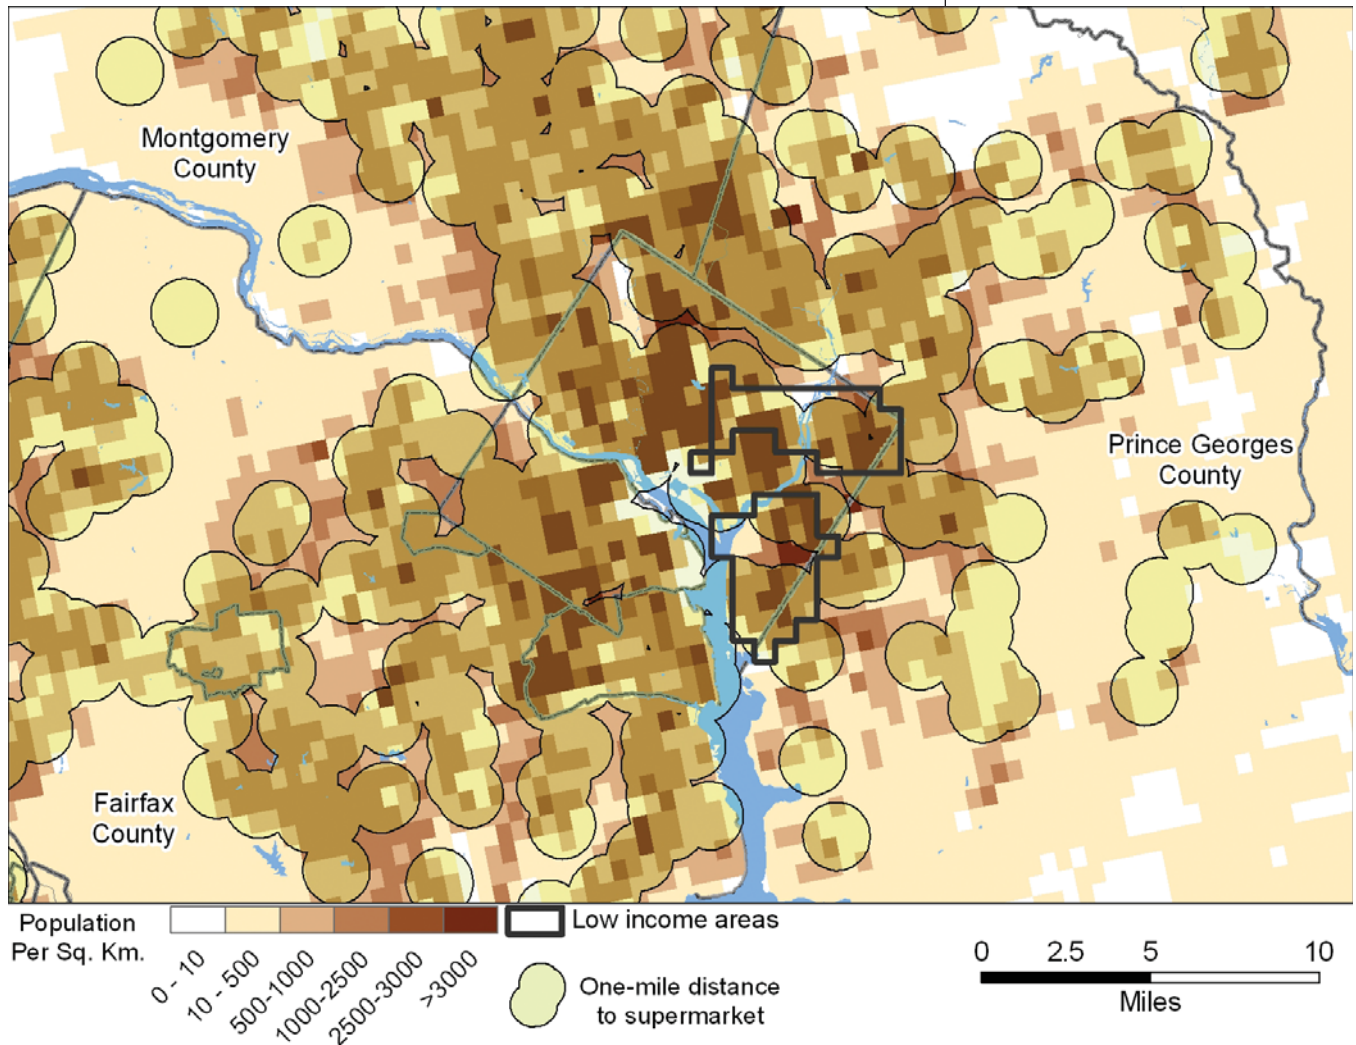 Montgomery
County
Prince Georges
County
Fairfax
County
Population
Per Sq. Km.
0 - 10
10 - 500
500-1000
1000-2500
2500-3000
>3000
Low income areas
One-mile distance
to supermarket
0 2.5 5 10
Miles